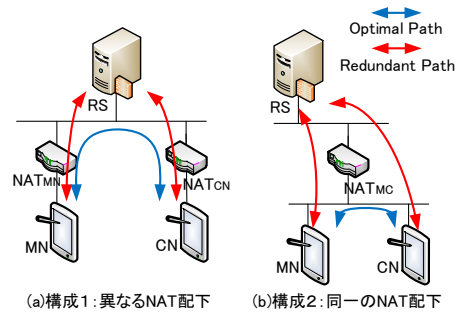 Optimal Path
Redundant Path
RS
NATMN
NATCN
MN
CN
(a)構成1:異なるNAT配下
RS
NATMC
MN
CN
(b)構成2:同一のNAT配下